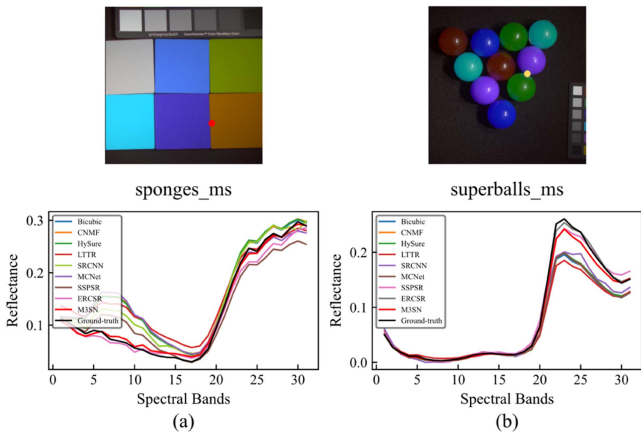 sponges_ms
superballs_ms
0.3
0.2
0.1
Reflectance
Bicubic
CNMF
HySure
LTTR
SRCNN
MCNet
SSPSR
ERCSR
M3SN
Ground-truth
0 5 10 15 20 25 30
Spectral Bands
(a)
0.2
0.1
0.0
Reflectance
Bicubic
CNMF
HySure
LTTR
SRCNN
MCNet
SSPSR
ERCSR
M3SN
Ground-truth
0 5 10 15 20 25 30
Spectral Bands
(b)